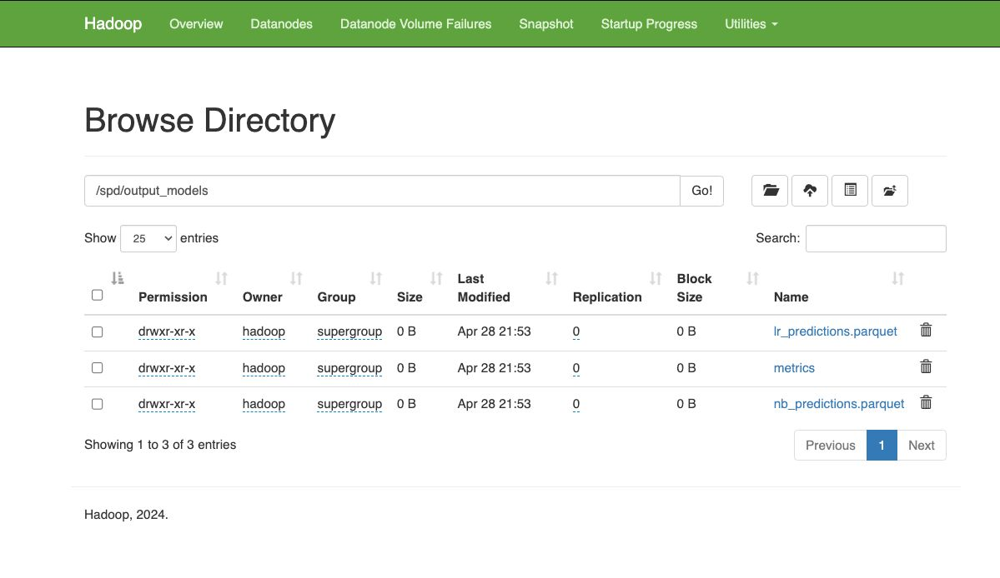 Hadoop Overview Datanodes Datanode Volume Failures Snapshot Startup Progress Utilities
Browse Directory
/spd/output_models Go!
Show 25 entries Search:
Permission Owner Group Size Last Modified Replication Block Size Name
drwxr-xr-x hadoop supergroup 0 B Apr 28 21:53 0 0 B lr_predictions.parquet
drwxr-xr-x hadoop supergroup 0 B Apr 28 21:53 0 0 B metrics
drwxr-xr-x hadoop supergroup 0 B Apr 28 21:53 0 0 B nb_predictions.parquet
Showing 1 to 3 of 3 entries Previous 1 Next
Hadoop, 2024.